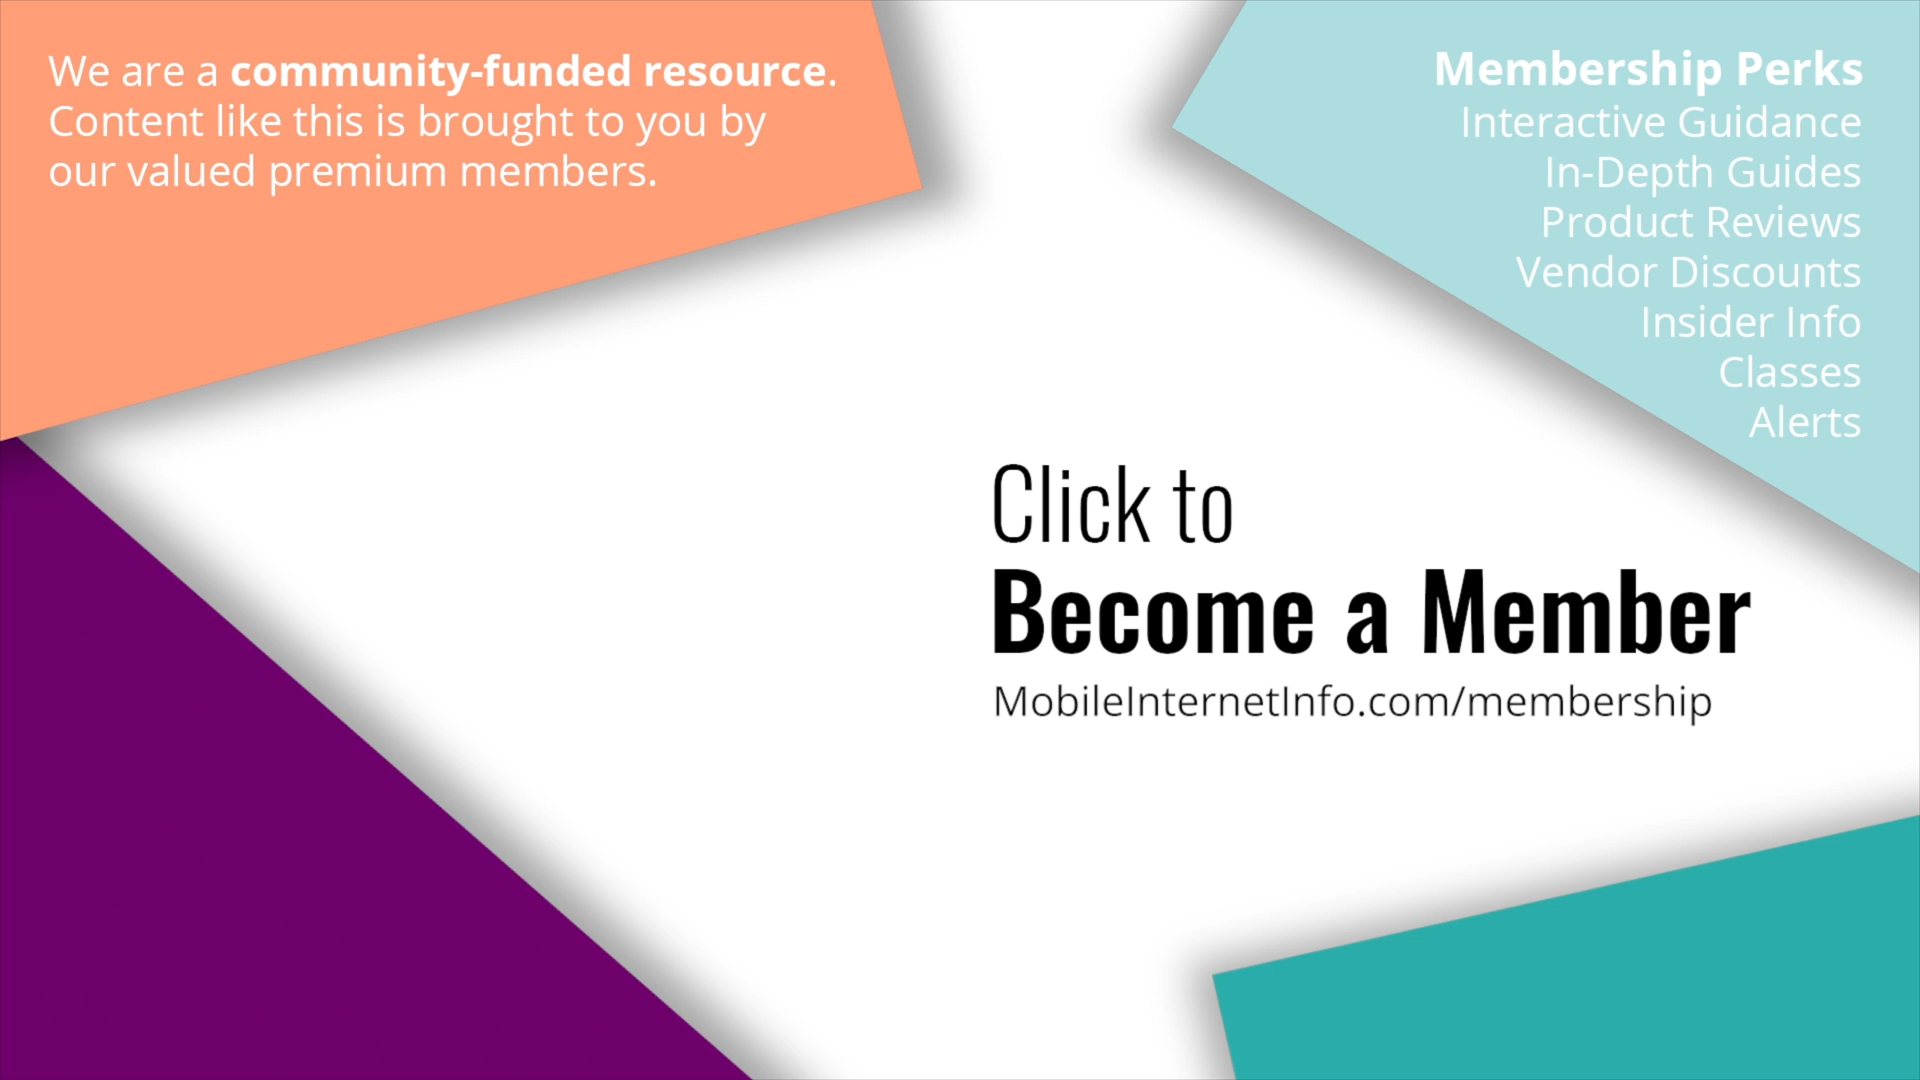 We are a community-funded resource.
Content like this is brought to you by
our valued premium members.
Membership Perks
Interactive Guidance
In-Depth Guides
Product Reviews
Vendor Discounts
Insider Info
Classes
Alerts
Click to
Become a Member
MobileInternetInfo.com/membership